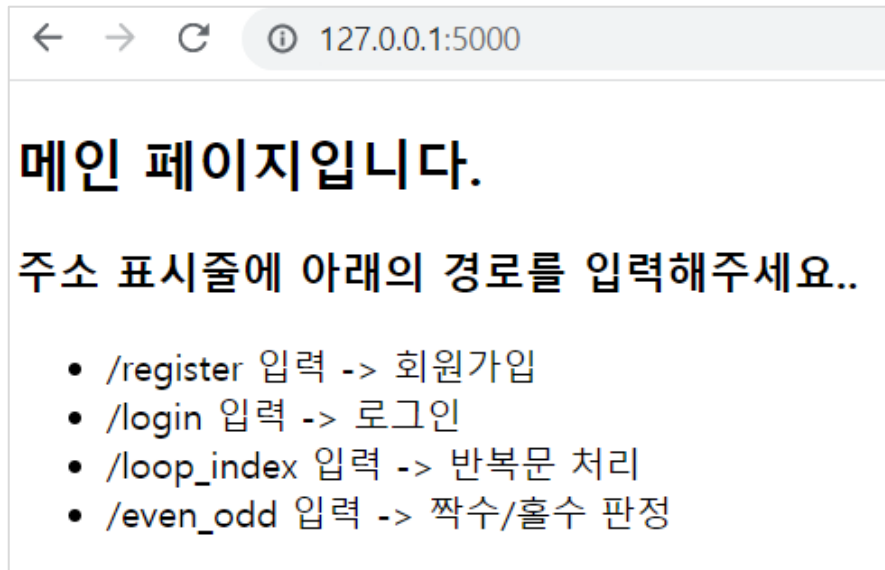 127.0.0.1:5000
메인 페이지입니다.
주소 표시줄에 아래의 경로를 입력해주세요..
/register 입력 -> 회원가입
/login 입력 -> 로그인
/loop_index 입력 -> 반복문 처리
/even_odd 입력 -> 짝수/홀수 판정